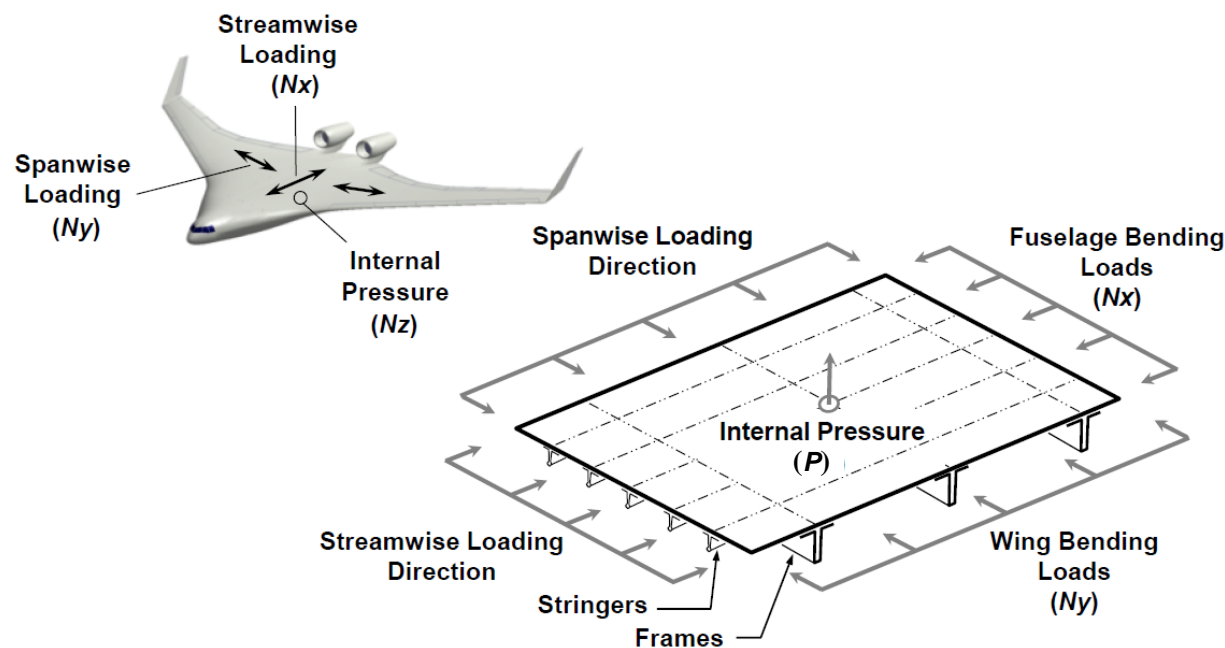 Streamwise
Loading
(Nx)
Spanwise
Loading
(Ny)
Internal
Pressure
(Nz)
Spanwise Loading
Direction
Fuselage Bending
Loads
(Nx)
Internal Pressure
(P)
Streamwise Loading
Direction
Wing Bending
Loads
(Ny)
Stringers
Frames